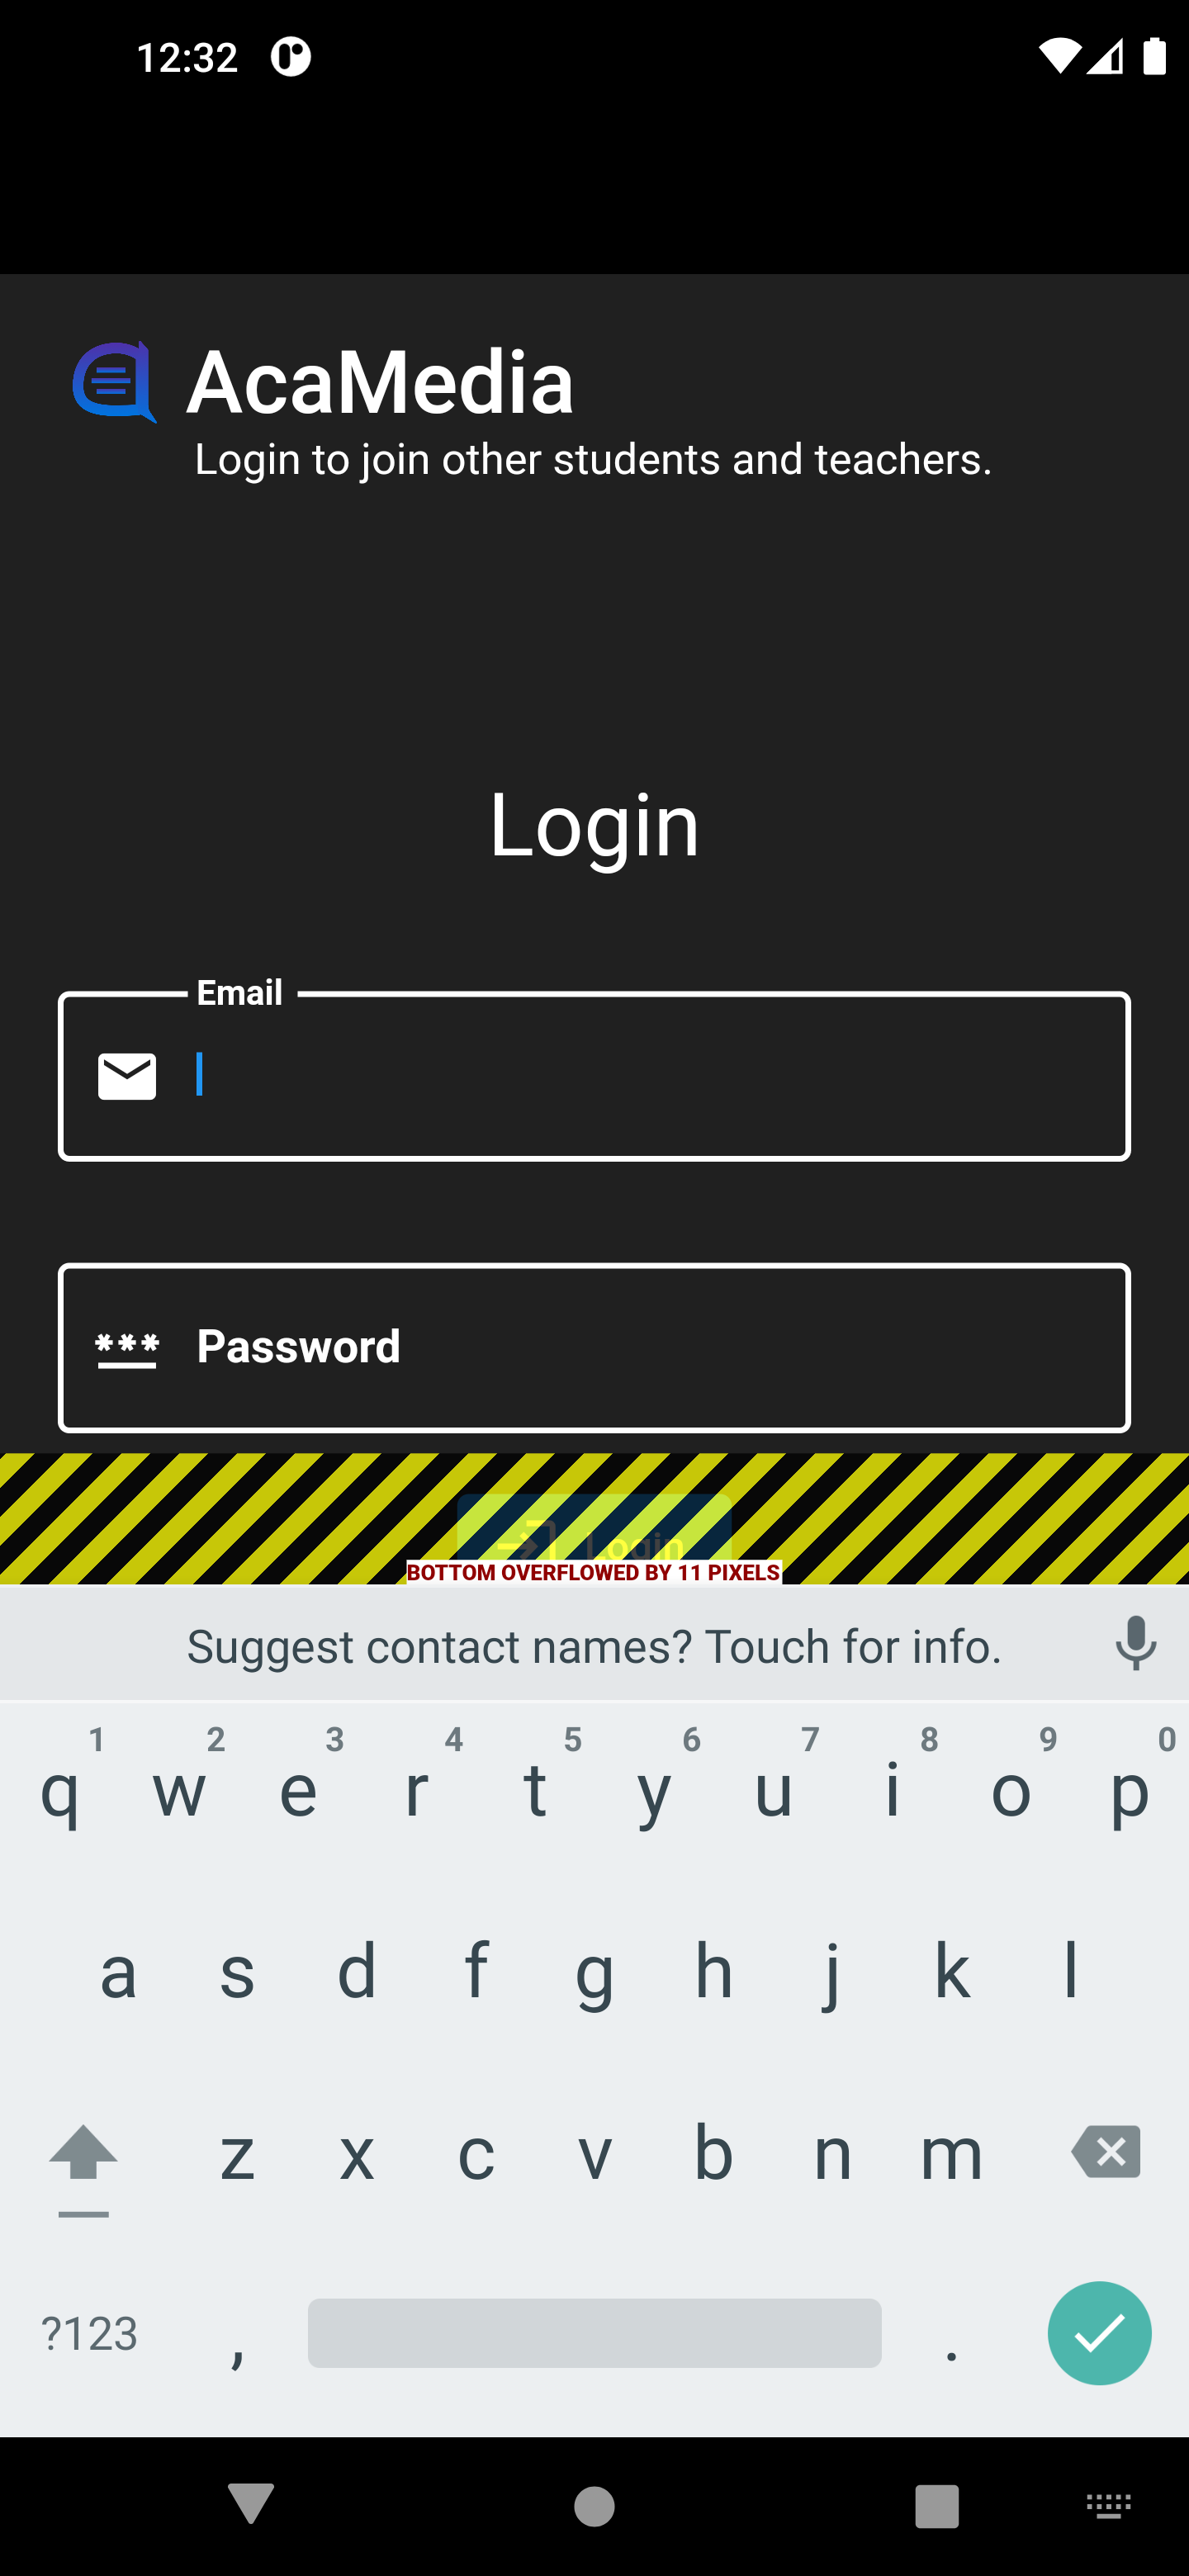 12:32
AcaMedia
Login to join other students and teachers.
Login
Email
*** Password
Login
BOTTOM OVERFLOWED BY 11 PIXELS
Suggest contact names? Touch for info.
1 2 3 4 5 6 7 8 9 0
q w e r t y u i o p
a s d f g h j k l
z x c v b n m
?123 , .